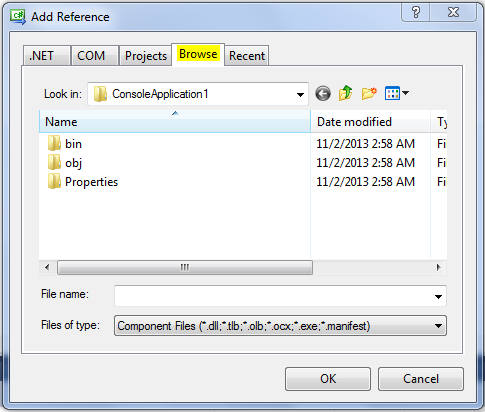 Add Reference
.NET COM Projects Browse Recent
Look in: ConsoleApplication1
Name Date modified Ty
bin 11/2/2013 2:58 AM Fi
obj 11/2/2013 2:58 AM Fi
Properties 11/2/2013 2:58 AM Fi
File name:
Files of type: Component Files (*.dll;*.tlb;*.olb;*.ocx;*.exe;*.manifest)
OK Cancel